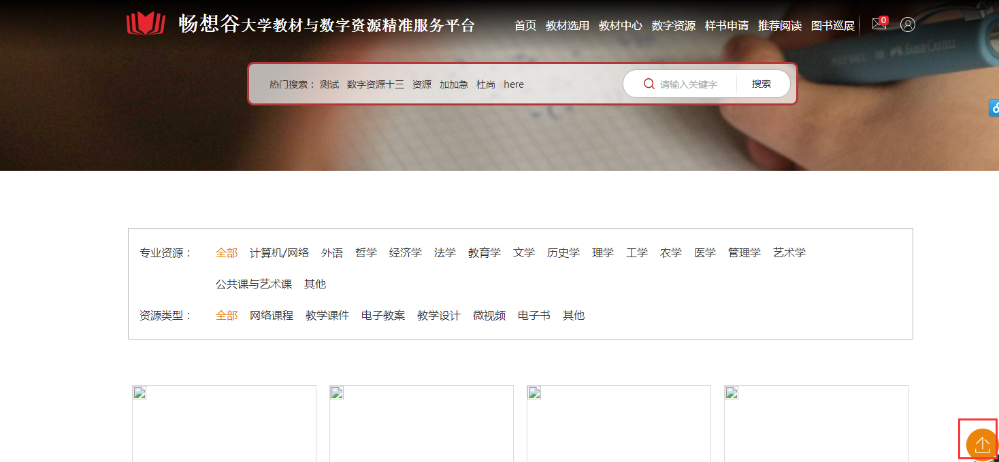 畅想谷大学教材与数字资源精准服务平台
首页 教材选用 教材中心 数字资源 样书申请 推荐阅读 图书巡展 0
热门搜索： 测试 数字资源十三 资源 加加急 杜尚 here 请输入关键字 搜索
FABER-CASTELL
专业资源： 全部 计算机/网络 外语 哲学 经济学 法学 教育学 文学 历史学 理学 工学 农学 医学 管理学 艺术学
公共课与艺术课 其他
资源类型： 全部 网络课程 教学课件 电子教案 教学设计 微视频 电子书 其他